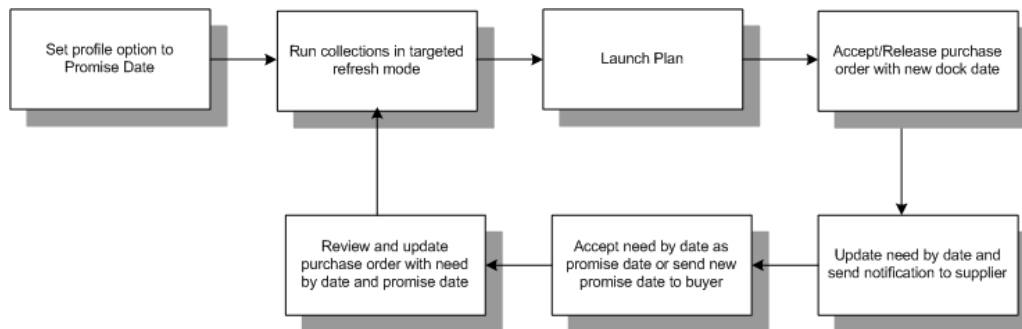 Set profile option to
Promise Date
Run collections in targeted
refresh mode
Launch Plan
Accept/Release purchase
order with new dock date
Update need by date and
send notification to supplier
Accept need by date as
promise date or send new
promise date to buyer
Review and update
purchase order with need
by date and promise date